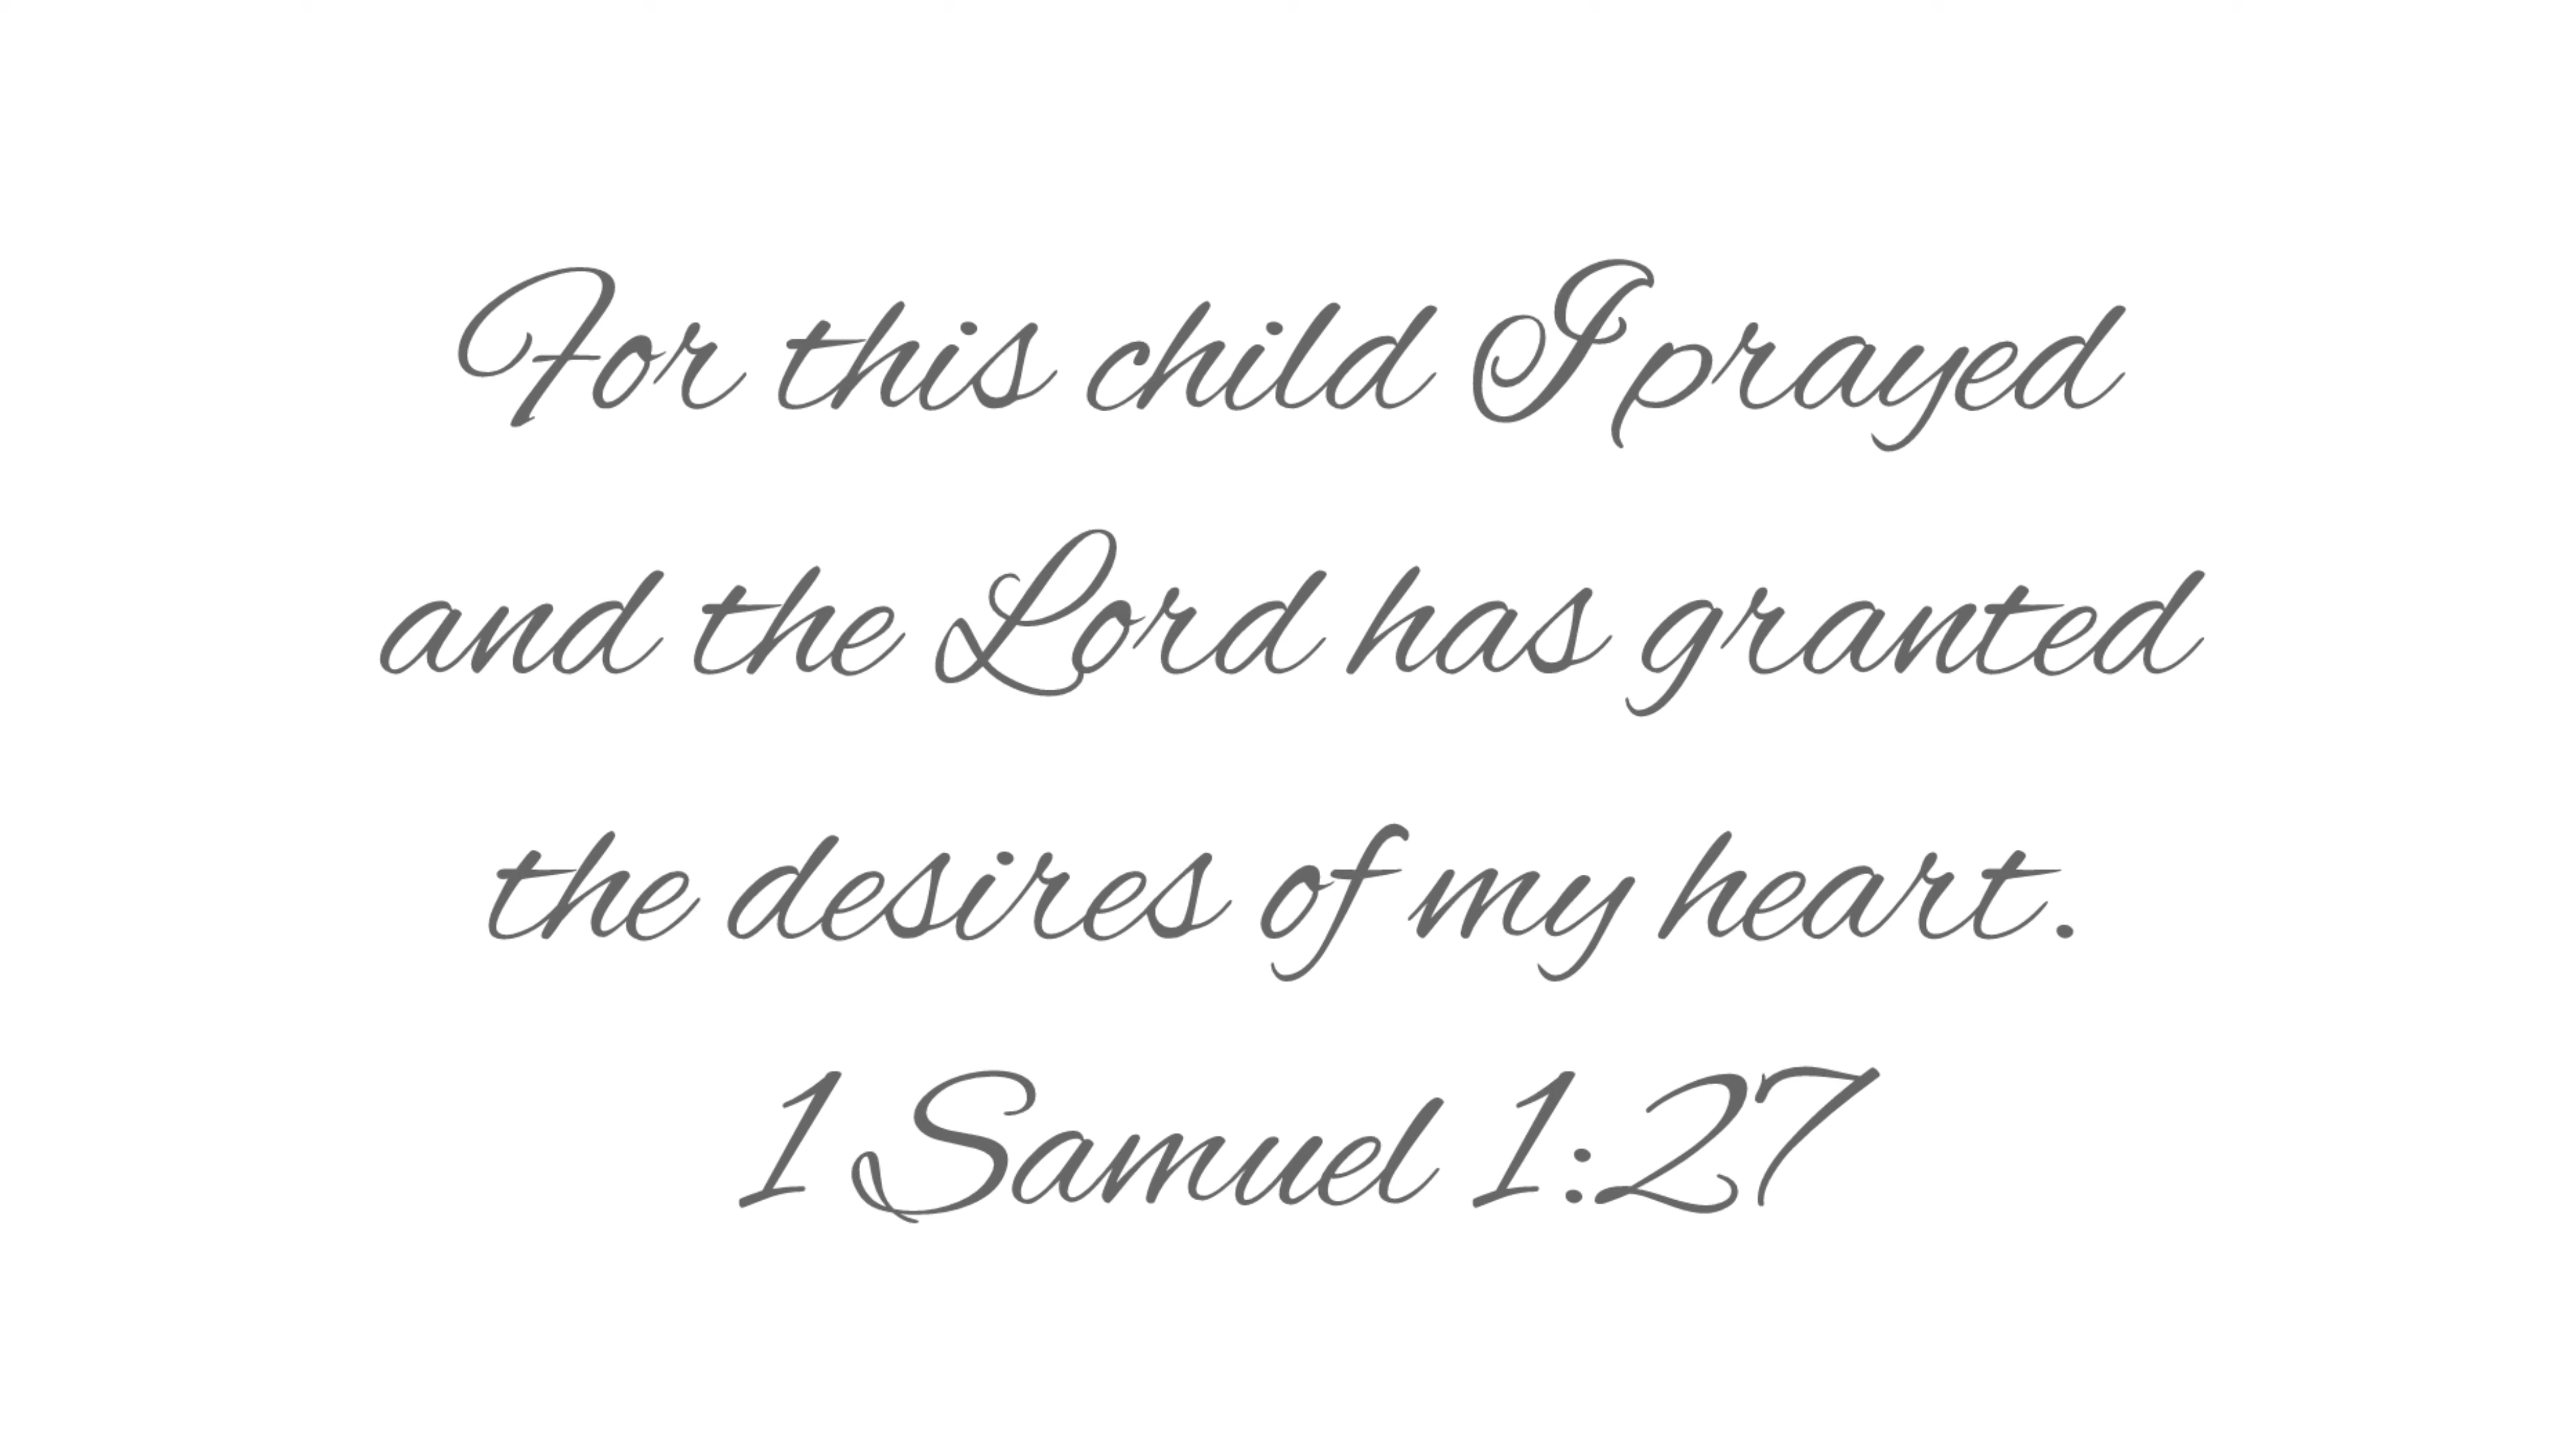 For this child I prayed
and the Lord has granted
the desires of my heart.
1 Samuel 1:27